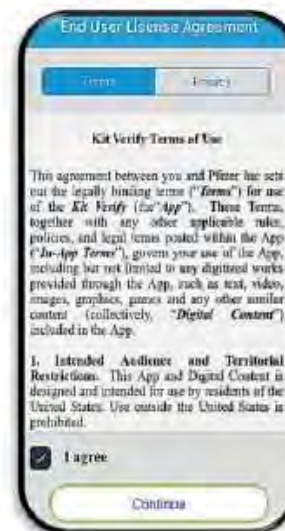 End User License Agreement
Terms
Privacy
Kit Verify Terms of Use
This agreement between you and Pfizer Inc sets
out the legally binding terms ("Terms") for use
of the Kit Verify (the "App"). These Terms,
together with any other applicable rules,
policies, and legal terms posted within the App
("In-App Terms"), govern your use of the App,
including but not limited to any digitized works
provided through the App, such as text, video,
images, graphics, games and any other similar
content (collectively, "Digital Content")
included in the App.
1. Intended Audience and Territorial
Restrictions. This App and Digital Content is
designed and intended for use by residents of the
United States. Use outside the United States is
prohibited.
I agree
Continue